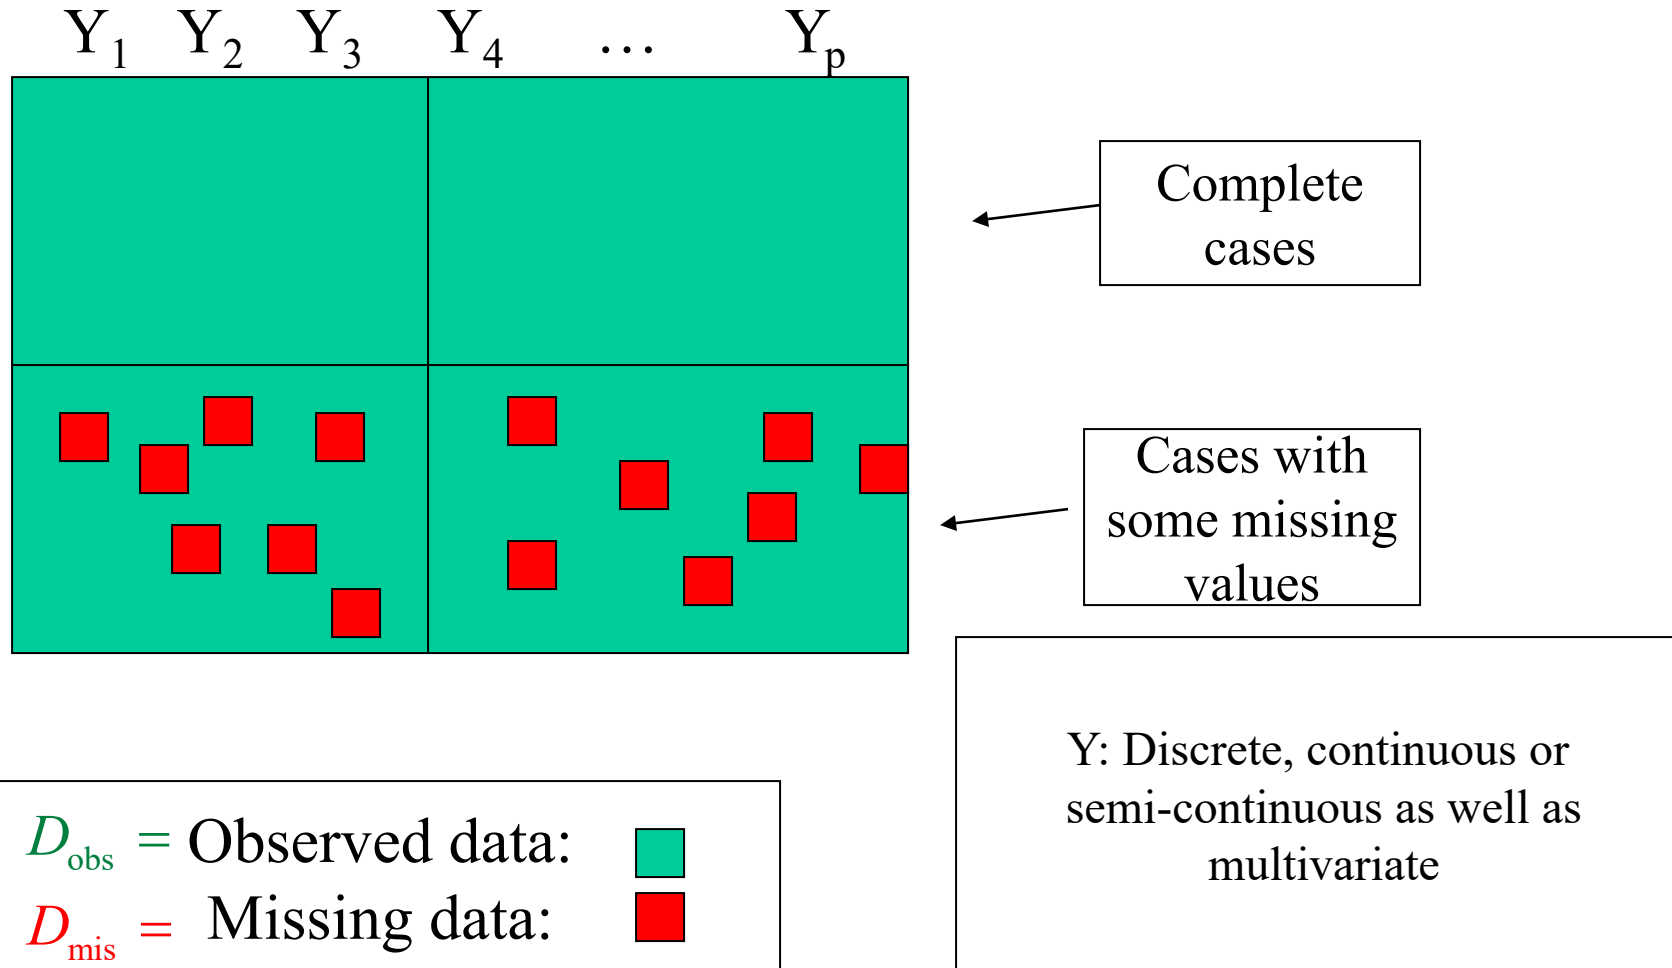 Y1 Y2 Y3 Y4 … Yp
Complete
cases
Cases with
some missing
values
Y: Discrete, continuous or
semi-continuous as well as
multivariate
Dobs = Observed data:
Dmis = Missing data: